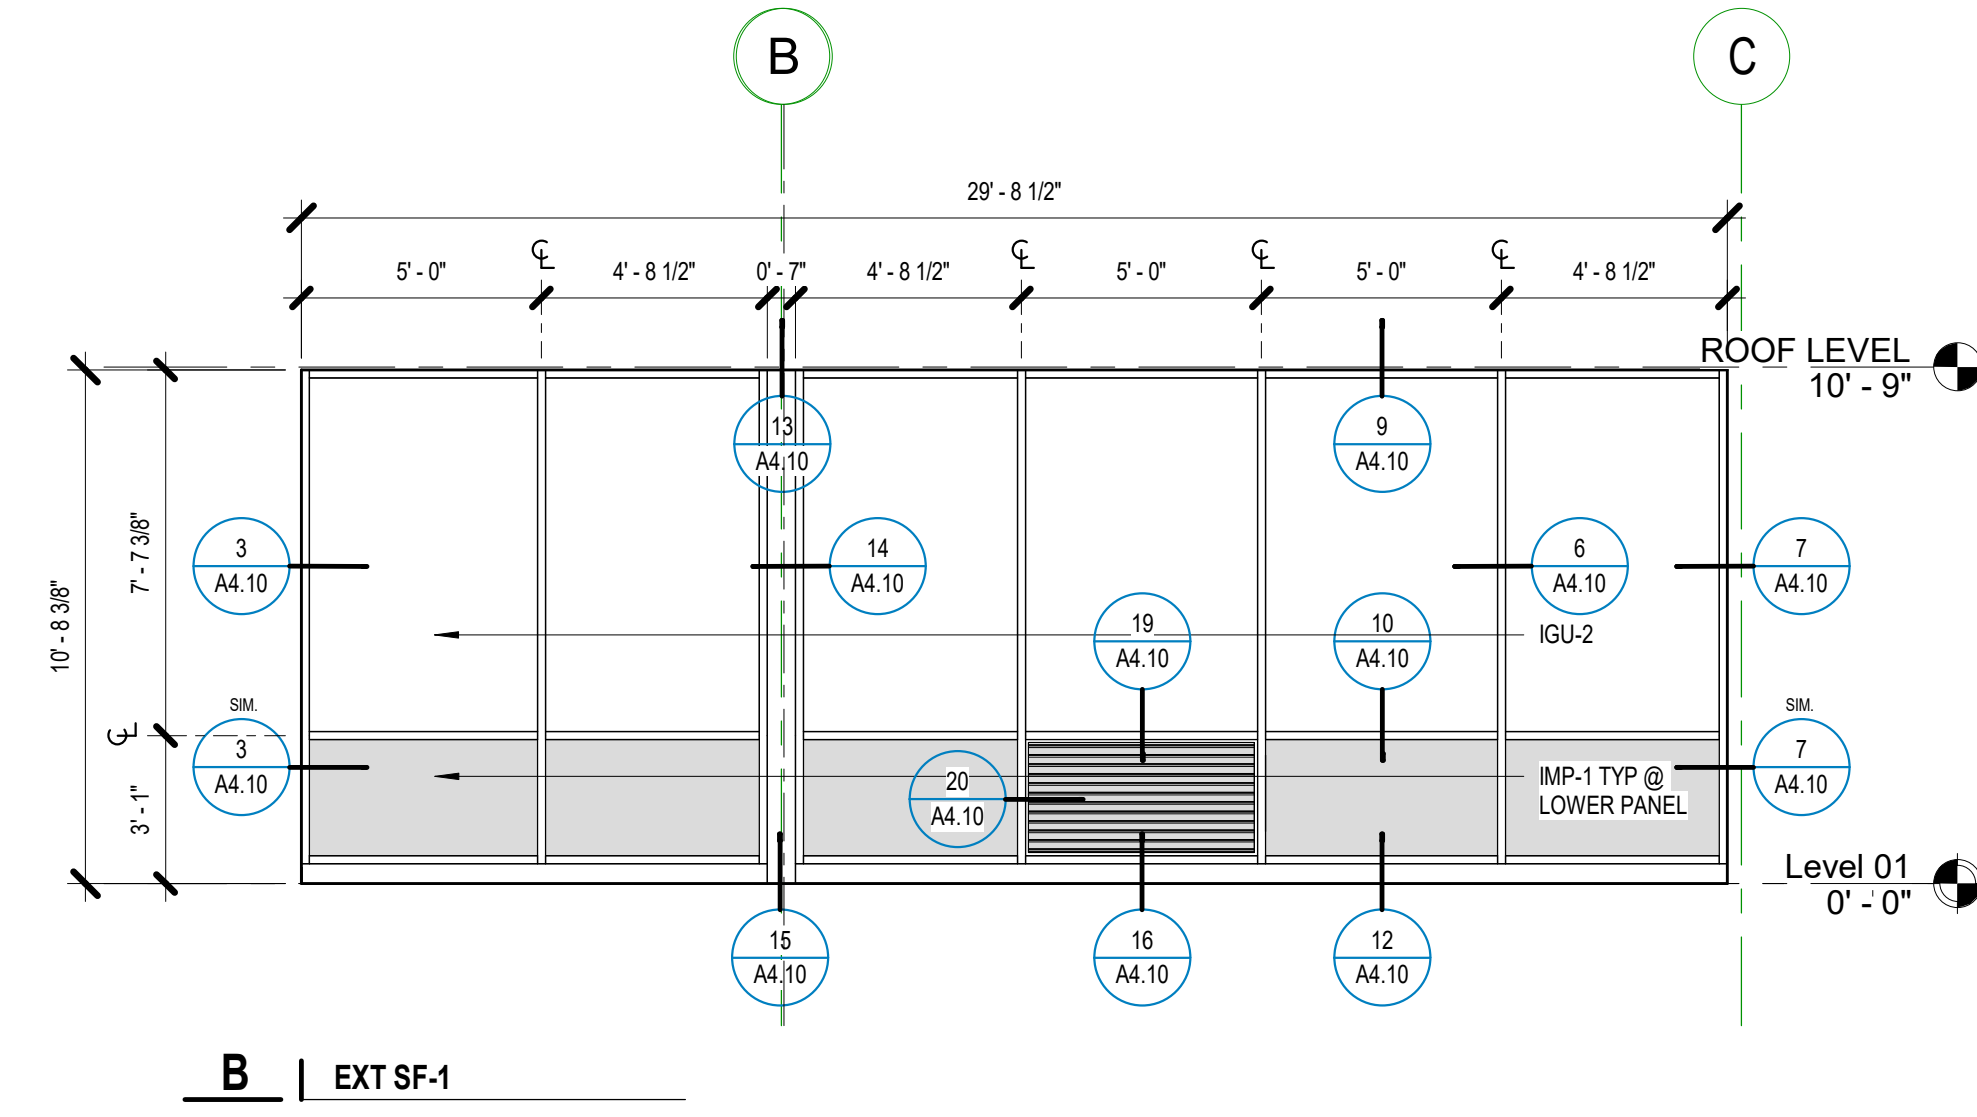 B
C
29' - 8 1/2"
5' - 0"
4' - 8 1/2"
0' - 7"
4' - 8 1/2"
5' - 0"
5' - 0"
4' - 8 1/2"
ROOF LEVEL
10' - 9"
13
A4.10
9
A4.10
10' - 8 3/8"
7' - 7 3/8"
3' - 1"
3
A4.10
14
A4.10
6
A4.10
7
A4.10
19
A4.10
10
A4.10
IGU-2
SIM.
3
A4.10
SIM.
7
A4.10
20
A4.10
IMP-1 TYP @
LOWER PANEL
Level 01
0' - 0"
15
A4.10
16
A4.10
12
A4.10
B
EXT SF-1